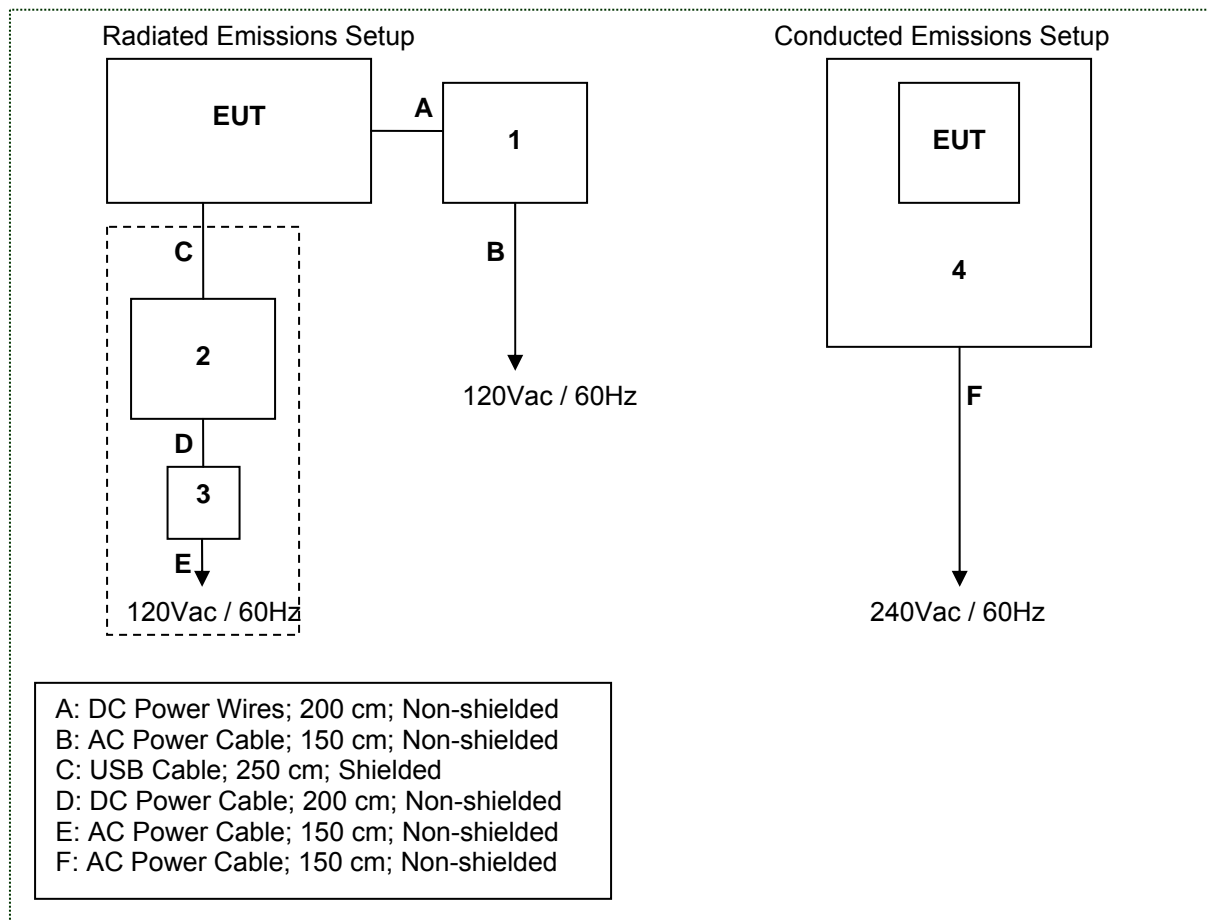 Radiated Emissions Setup
EUT
A
1
B
120Vac / 60Hz
C
2
D
3
E
120Vac / 60Hz
Conducted Emissions Setup
EUT
4
F
240Vac / 60Hz
A: DC Power Wires; 200 cm; Non-shielded
B: AC Power Cable; 150 cm; Non-shielded
C: USB Cable; 250 cm; Shielded
D: DC Power Cable; 200 cm; Non-shielded
E: AC Power Cable; 150 cm; Non-shielded
F: AC Power Cable; 150 cm; Non-shielded